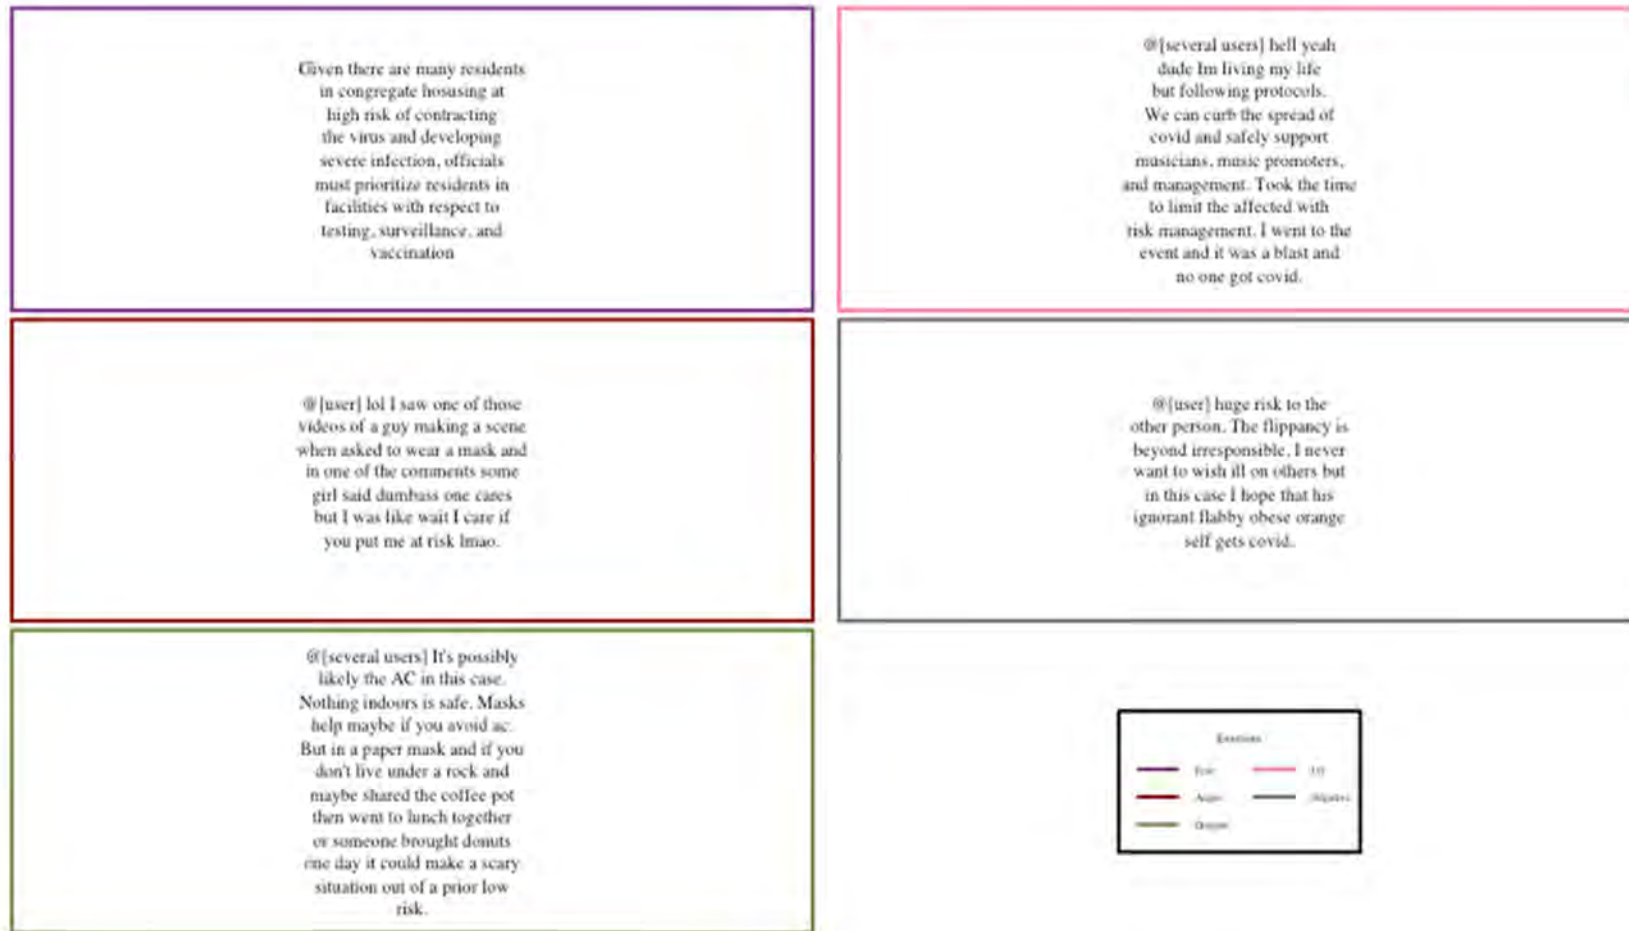 Given there are many residents
in congregate hosusing at
high risk of contracting
the virus and developing
severe infection, officials
must prioritize residents in
facilities with respect to
testing, surveillance, and
vaccination
@[several users] hell yeah
dude Im living my life
but following protocols.
We can curb the spread of
covid and safely support
musicians, music promoters,
and management. Took the time
to limit the affected with
risk management. I went to the
event and it was a blast and
no one got covid.
@[user] lol I saw one of those
videos of a guy making a scene
when asked to wear a mask and
in one of the comments some
girl said dumbass one cares
but I was like wait I care if
you put me at risk lmao.
@[user] huge risk to the
other person. The flippancy is
beyond irresponsible. I never
want to wish ill on others but
in this case I hope that his
ignorant flabby obese orange
self gets covid.
@[several users] It's possibly
likely the AC in this case.
Nothing indoors is safe. Masks
help maybe if you avoid ac.
But in a paper mask and if you
don't live under a rock and
maybe shared the coffee pot
then went to lunch together
or someone brought donuts
one day it could make a scary
situation out of a prior low
risk.
Emotions
Fear
Joy
Anger
Disgust